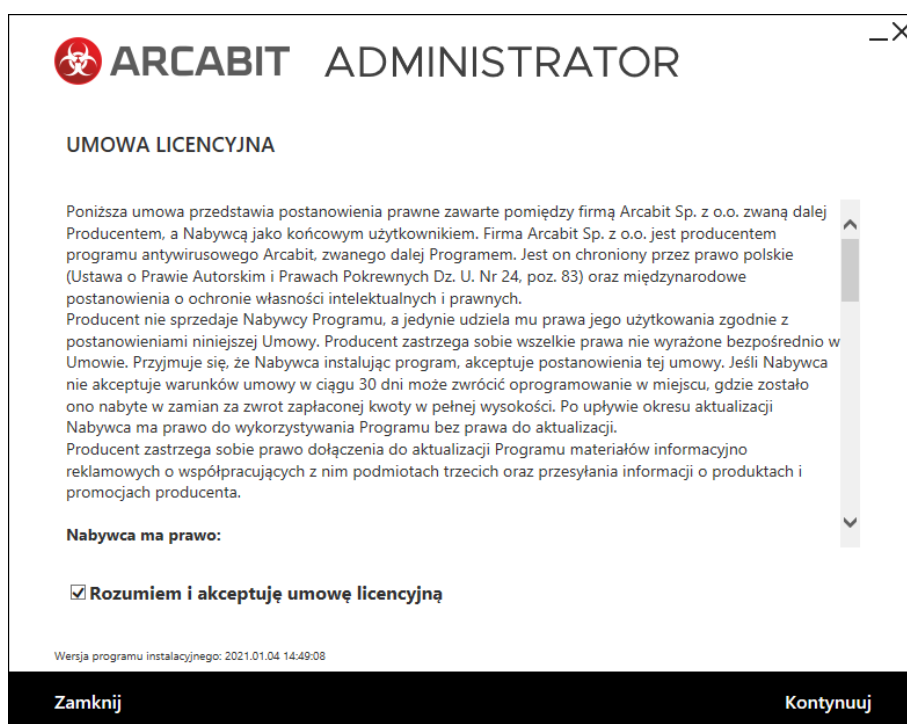 ARCABIT ADMINISTRATOR
UMOWA LICENCYJNA
Poniższa umowa przedstawia postanowienia prawne zawarte pomiędzy firmą Arcabit Sp. z o.o. zwaną dalej
Producentem, a Nabywcą jako końcowym użytkownikiem. Firma Arcabit Sp. z o.o. jest producentem
programu antywirusowego Arcabit, zwanego dalej Programem. Jest on chroniony przez prawo polskie
(Ustawa o Prawie Autorskim i Prawach Pokrewnych Dz. U. Nr 24, poz. 83) oraz międzynarodowe
postanowienia o ochronie własności intelektualnych i prawnych.
Producent nie sprzedaje Nabywcy Programu, a jedynie udziela mu prawa jego użytkowania zgodnie z
postanowieniami niniejszej Umowy. Producent zastrzega sobie wszelkie prawa nie wyrażone bezpośrednio w
Umowie. Przyjmuje się, że Nabywca instalując program, akceptuje postanowienia tej umowy. Jeśli Nabywca
nie akceptuje warunków umowy w ciągu 30 dni może zwrócić oprogramowanie w miejscu, gdzie zostało
ono nabyte w zamian za zwrot zapłaconej kwoty w pełnej wysokości. Po upływie okresu aktualizacji
Nabywca ma prawo do wykorzystywania Programu bez prawa do aktualizacji.
Producent zastrzega sobie prawo dołączenia do aktualizacji Programu materiałów informacyjno
reklamowych o współpracujących z nim podmiotach trzecich oraz przesyłania informacji o produktach i
promocjach producenta.
Nabywca ma prawo:
Rozumiem i akceptuję umowę licencyjną
Wersja programu instalacyjnego: 2021.01.04 14:49:08
Zamknij Kontynuuj